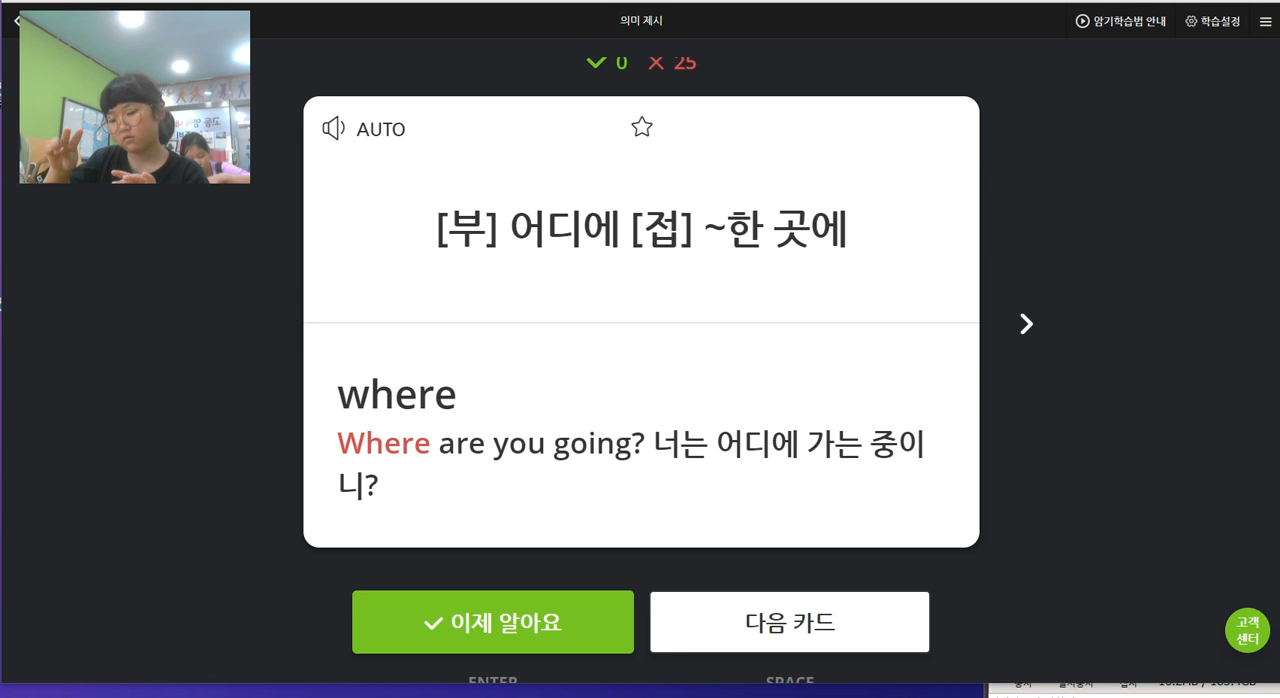 의미 제시
암기학습법 안내
학습설정
0 25
AUTO
[부] 어디에 [접] ~한 곳에
where
Where are you going? 너는 어디에 가는 중이
니?
이제 알아요
다음 카드
고객
센터
ENTER
SPACE